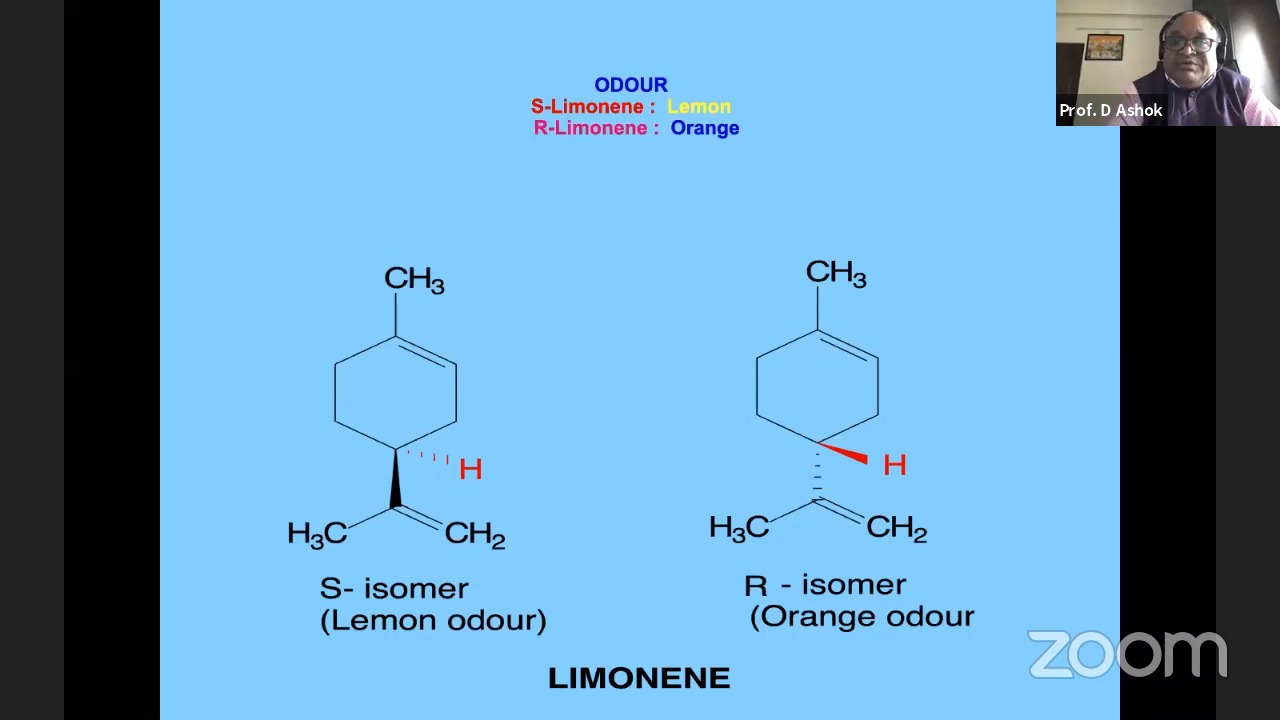 ODOUR
S-Limonene : Lemon
R-Limonene : Orange
Prof. D Ashok
CH3
H
H3C
CH2
S- isomer
(Lemon odour)
CH3
H
H3C
CH2
R - isomer
(Orange odour
LIMONENE
zoom